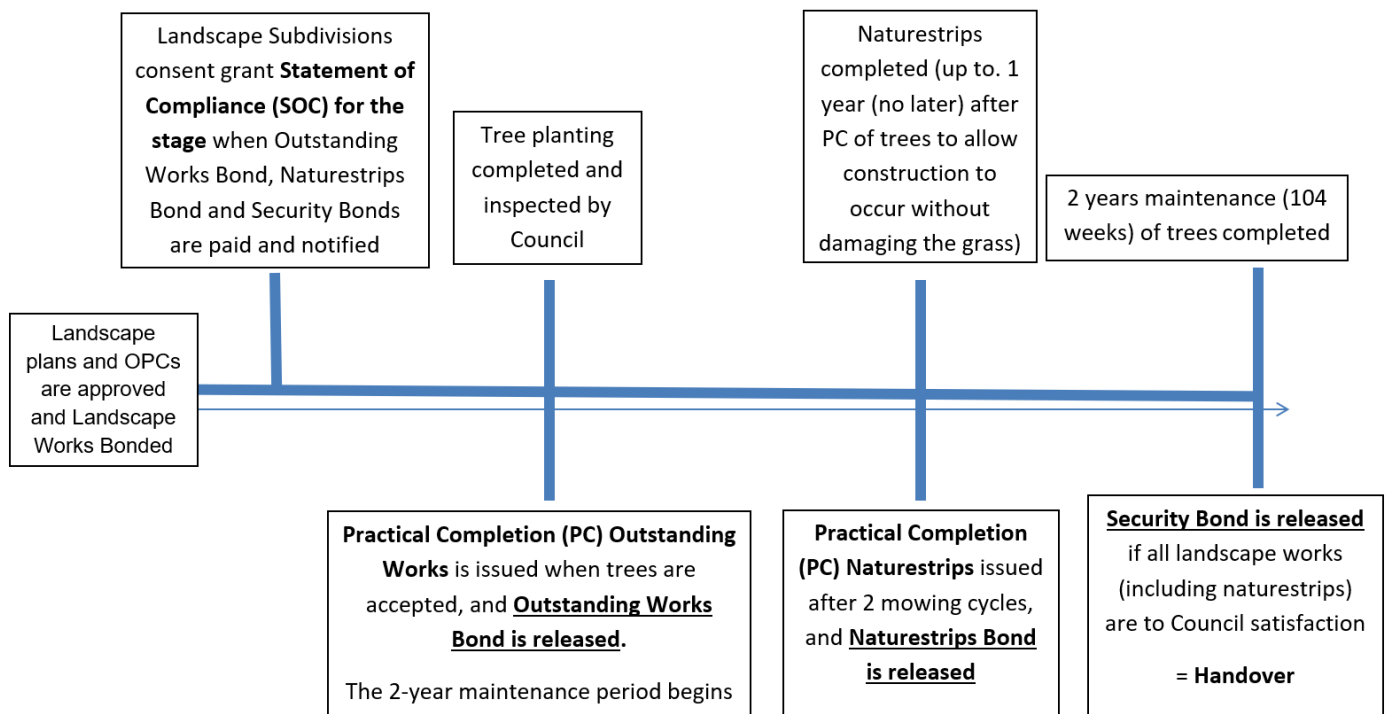 Landscape Subdivisions
consent grant Statement of
Compliance (SOC) for the
stage when Outstanding
Works Bond, Naturestrips
Bond and Security Bonds
are paid and notified
Tree planting
completed and
inspected by
Council
Naturestrips
completed (up to. 1
year (no later) after
PC of trees to allow
construction to
occur without
damaging the grass)
2 years maintenance (104
weeks) of trees completed
Landscape
plans and OPCs
are approved
and Landscape
Works Bonded
Practical Completion (PC) Outstanding
Works is issued when trees are
accepted, and Outstanding Works
Bond is released.
The 2-year maintenance period begins
Practical Completion
(PC) Naturestrips issued
after 2 mowing cycles,
and Naturestrips Bond
is released
Security Bond is released
if all landscape works
(including naturestrips)
are to Council satisfaction
= Handover